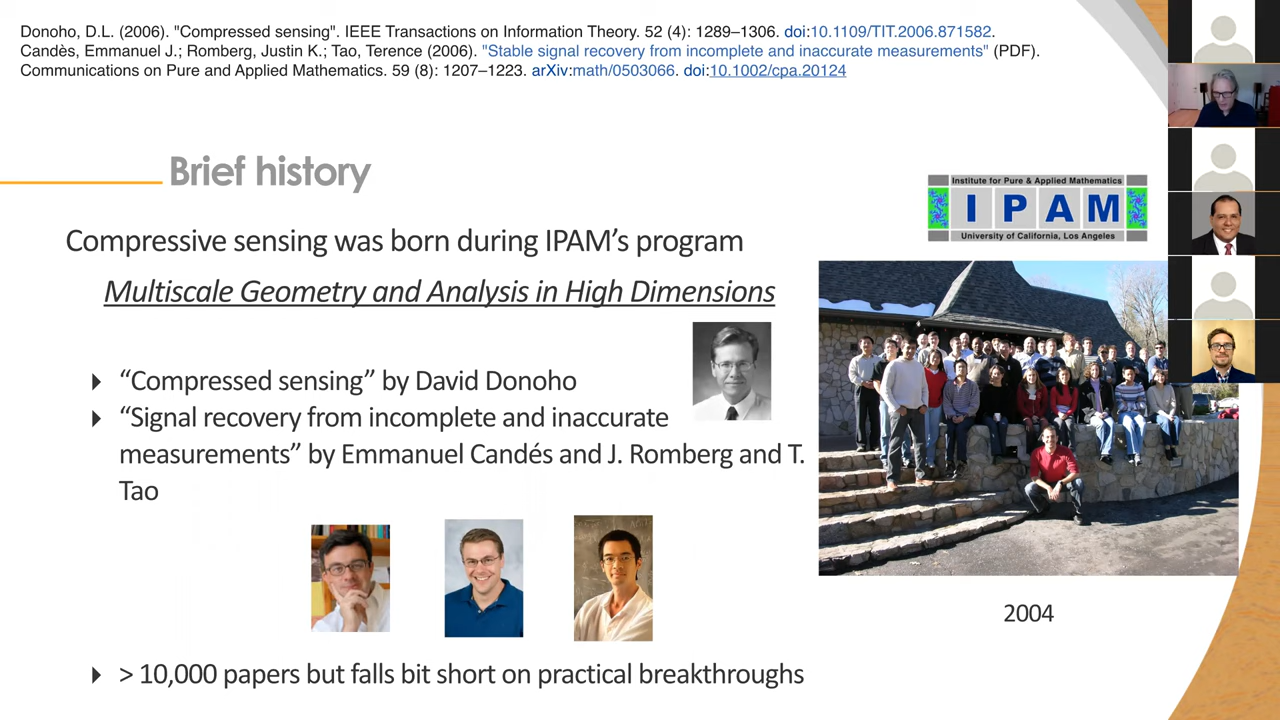 Donoho, D.L. (2006). "Compressed sensing". IEEE Transactions on Information Theory. 52 (4): 1289–1306. doi:10.1109/TIT.2006.871582.
Candès, Emmanuel J.; Romberg, Justin K.; Tao, Terence (2006). "Stable signal recovery from incomplete and inaccurate measurements" (PDF).
Communications on Pure and Applied Mathematics. 59 (8): 1207–1223. arXiv:math/0503066. doi:10.1002/cpa.20124
Brief history
Institute for Pure & Applied Mathematics
IPAM
University of California, Los Angeles
Compressive sensing was born during IPAM’s program
Multiscale Geometry and Analysis in High Dimensions
“Compressed sensing” by David Donoho
“Signal recovery from incomplete and inaccurate
measurements” by Emmanuel Candés and J. Romberg and T.
Tao
2004
> 10,000 papers but falls bit short on practical breakthroughs